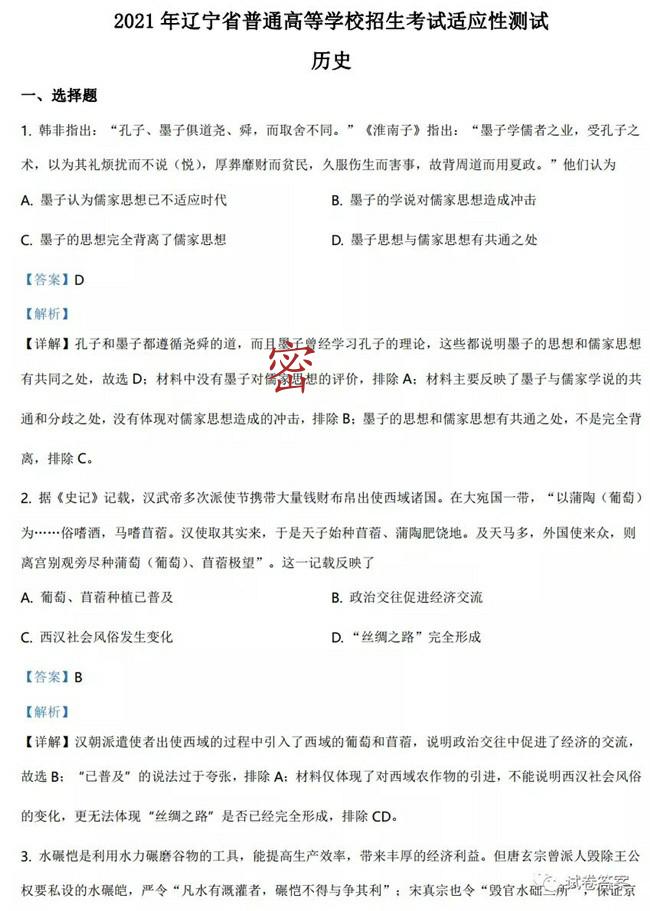 2021 年辽宁省普通高等学校招生考试适应性测试
历史
一、选择题
1. 韩非指出：“孔子、墨子俱道尧、舜，而取舍不同。”《淮南子》指出：“墨子学儒者之业，受孔子之
术，以为其礼烦扰而不说（悦），厚葬靡财而贫民，久服伤生而害事，故背周道而用夏政。”他们认为
A. 墨子认为儒家思想已不适应时代 B. 墨子的学说对儒家思想造成冲击
C. 墨子的思想完全背离了儒家思想 D. 墨子思想与儒家思想有共通之处
【答案】D
【解析】
【详解】孔子和墨子都遵循尧舜的道，而且墨子曾经学习孔子的理论，这些都说明墨子的思想和儒家思想
有共同之处，故选 D；材料中没有墨子对儒家思想的评价，排除 A；材料主要反映了墨子与儒家学说的共
通和分歧之处，没有体现对儒家思想造成的冲击，排除 B；墨子的思想和儒家思想有共通之处，不是完全背
离，排除 C。
密
2. 据《史记》记载，汉武帝多次派使节携带大量钱财布帛出使西域诸国。在大宛国一带，“以蒲陶（葡萄）
为……俗嗜酒，马嗜苜蓿。汉使取其实来，于是天子始种苜蓿、蒲陶肥饶地。及天马多，外国使来众，则
离宫别观旁尽种蒲萄（葡萄）、苜蓿极望”。这一记载反映了
A. 葡萄、苜蓿种植已普及 B. 政治交往促进经济交流
C. 西汉社会风俗发生变化 D. “丝绸之路”完全形成
【答案】B
【解析】
【详解】汉朝派遣使者出使西域的过程中引入了西域的葡萄和苜蓿，说明政治交往中促进了经济的交流，
故选 B；“已普及”的说法过于夸张，排除 A；材料仅体现了对西域农作物的引进，不能说明西汉社会风俗
的变化，更无法体现“丝绸之路”是否已经完全形成，排除 CD。
3. 水碾恺是利用水力碾磨谷物的工具，能提高生产效率，带来丰厚的经济利益。但唐玄宗曾派人毁除王公
权要私设的水碾皑，严令“凡水有溉灌者，碾恺不得与争其利”；宋真宗也令“毁官水碨三所”，保证京
试卷答案